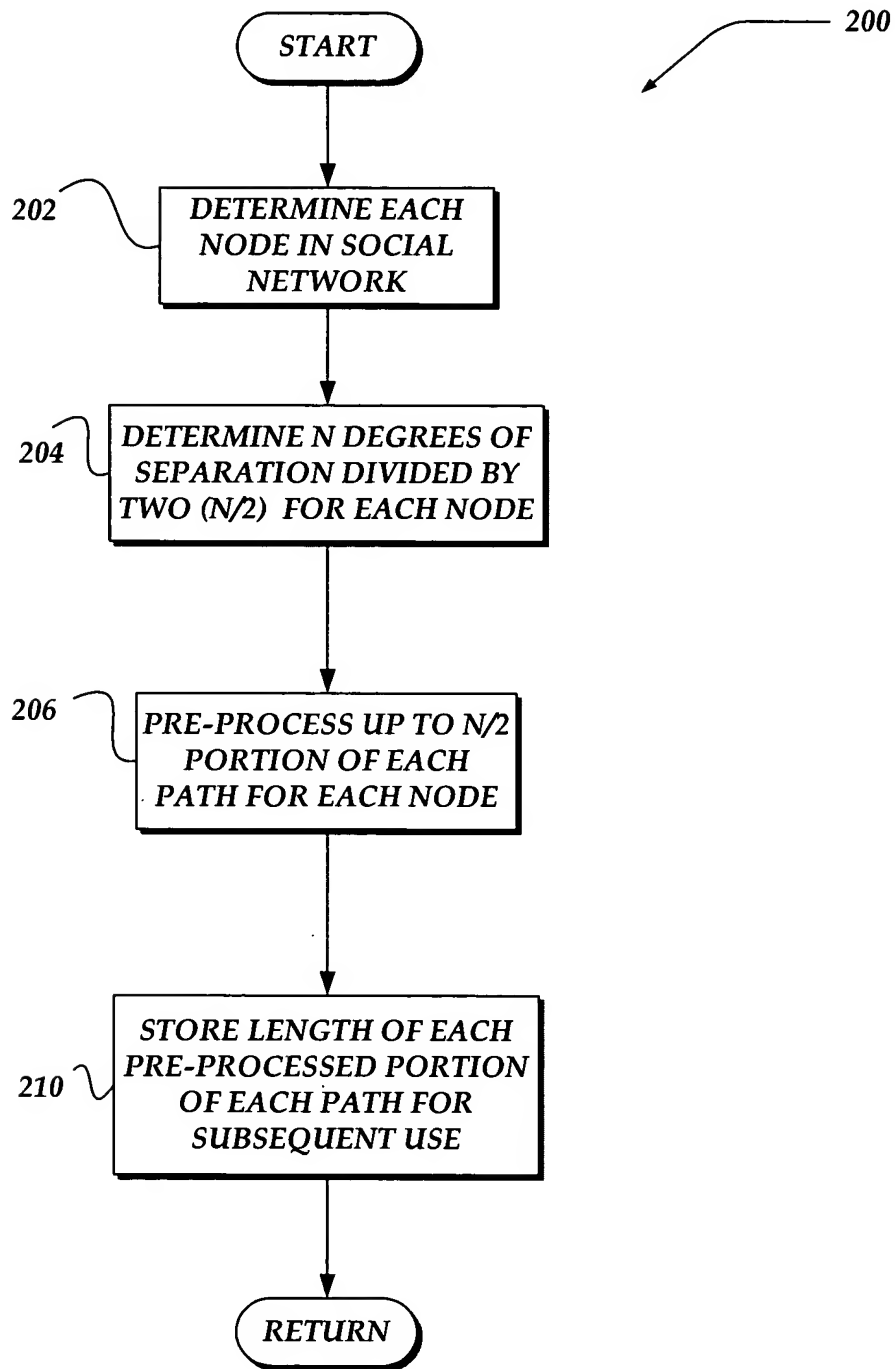 200
START
202
DETERMINE EACH
NODE IN SOCIAL
NETWORK
204
DETERMINE N DEGREES OF
SEPARATION DIVIDED BY
TWO (N/2) FOR EACH NODE
206
PRE-PROCESS UP TO N/2
PORTION OF EACH
PATH FOR EACH NODE
210
STORE LENGTH OF EACH
PRE-PROCESSED PORTION
OF EACH PATH FOR
SUBSEQUENT USE
RETURN